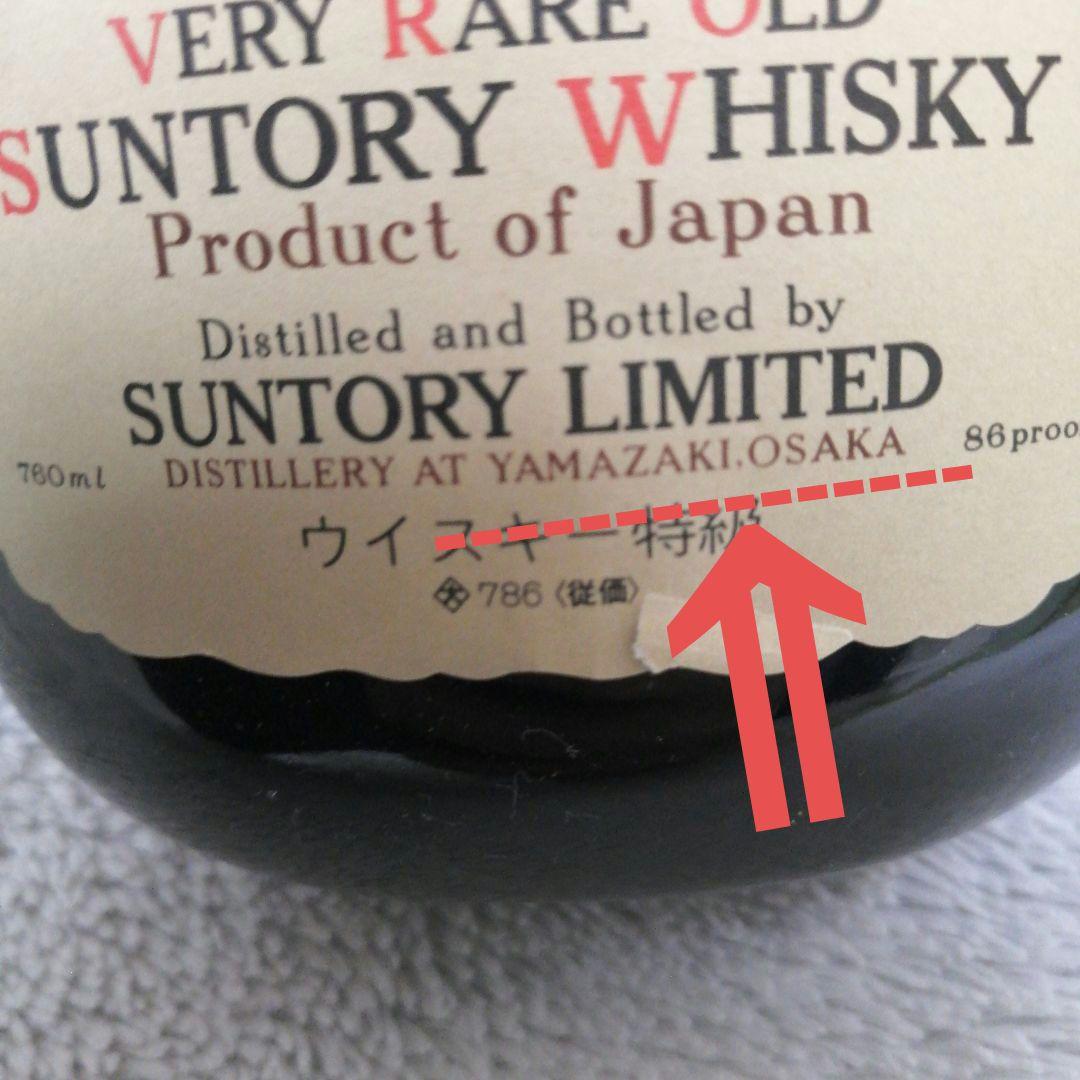 VERY RARE OLD
SUNTORY WHISKY
Product of Japan
Distilled and Bottled by
SUNTORY LIMITED
760ml DISTILLERY AT YAMAZAKI.OSAKA 86proo
ウイスキー特級
786〈従価〉